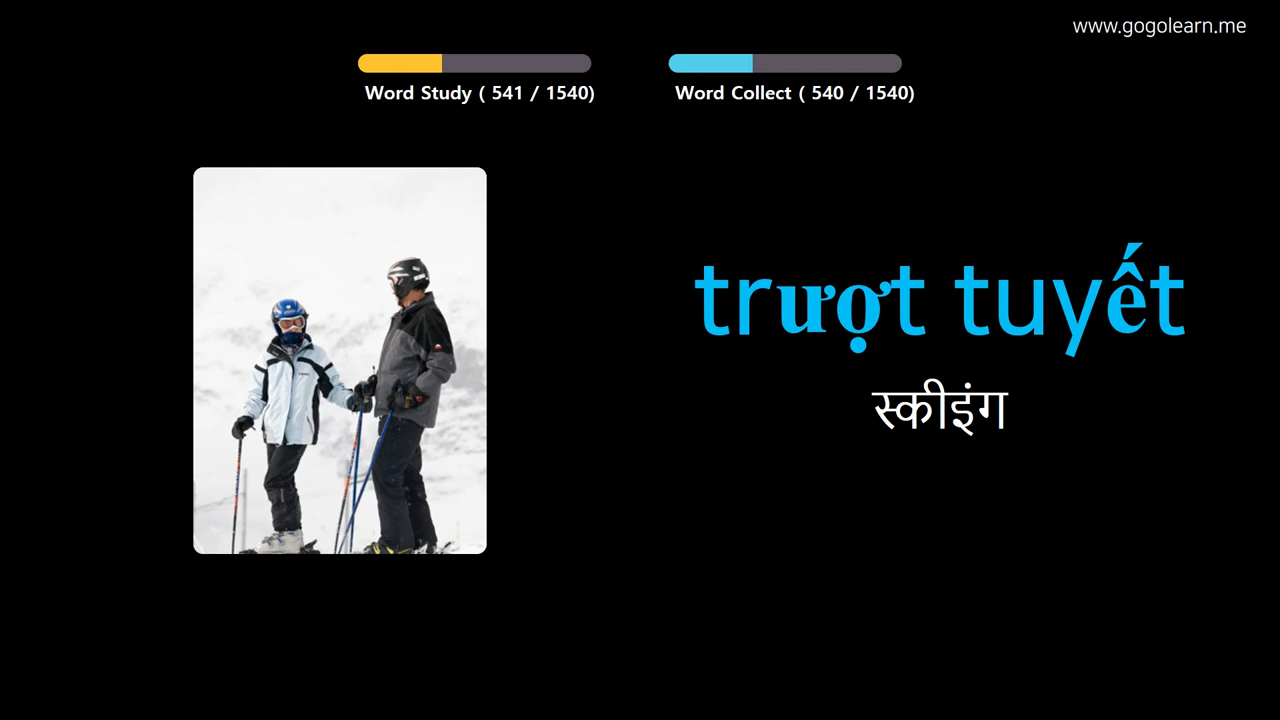 www.gogolearn.me
Word Study ( 541 / 1540)
Word Collect ( 540 / 1540)
trượt tuyết
स्कीइंग